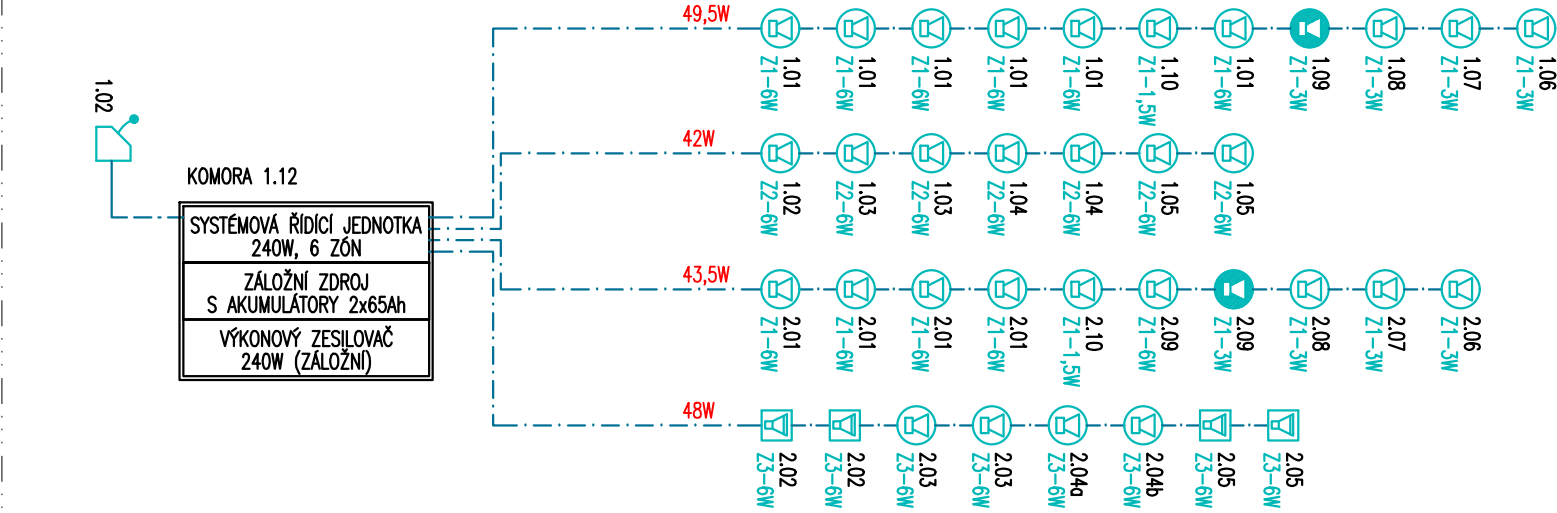 49,5W
1.01
Z1-6W
1.01
Z1-6W
1.01
Z1-6W
1.01
Z1-6W
1.01
Z1-6W
1.10
Z1-1,5W
1.01
Z1-6W
1.09
Z1-3W
1.08
Z1-3W
1.07
Z1-3W
1.06
Z1-3W
1.02
42W
1.02
Z2-6W
1.03
Z2-6W
1.03
Z2-6W
1.04
Z2-6W
1.04
Z2-6W
1.05
Z2-6W
1.05
Z2-6W
KOMORA 1.12
SYSTÉMOVÁ ŘÍDÍCÍ JEDNOTKA
240W, 6 ZÓN
ZÁLOŽNÍ ZDROJ
S AKUMULÁTORY 2x65Ah
VÝKONOVÝ ZESILOVAČ
240W (ZÁLOŽNÍ)
43,5W
2.01
Z1-6W
2.01
Z1-6W
2.01
Z1-6W
2.01
Z1-6W
2.10
Z1-1,5W
2.09
Z1-6W
2.09
Z1-3W
2.08
Z1-3W
2.07
Z1-3W
2.06
Z1-3W
48W
2.02
Z3-6W
2.02
Z3-6W
2.03
Z3-6W
2.03
Z3-6W
2.04a
Z3-6W
2.04b
Z3-6W
2.05
Z3-6W
2.05
Z3-6W